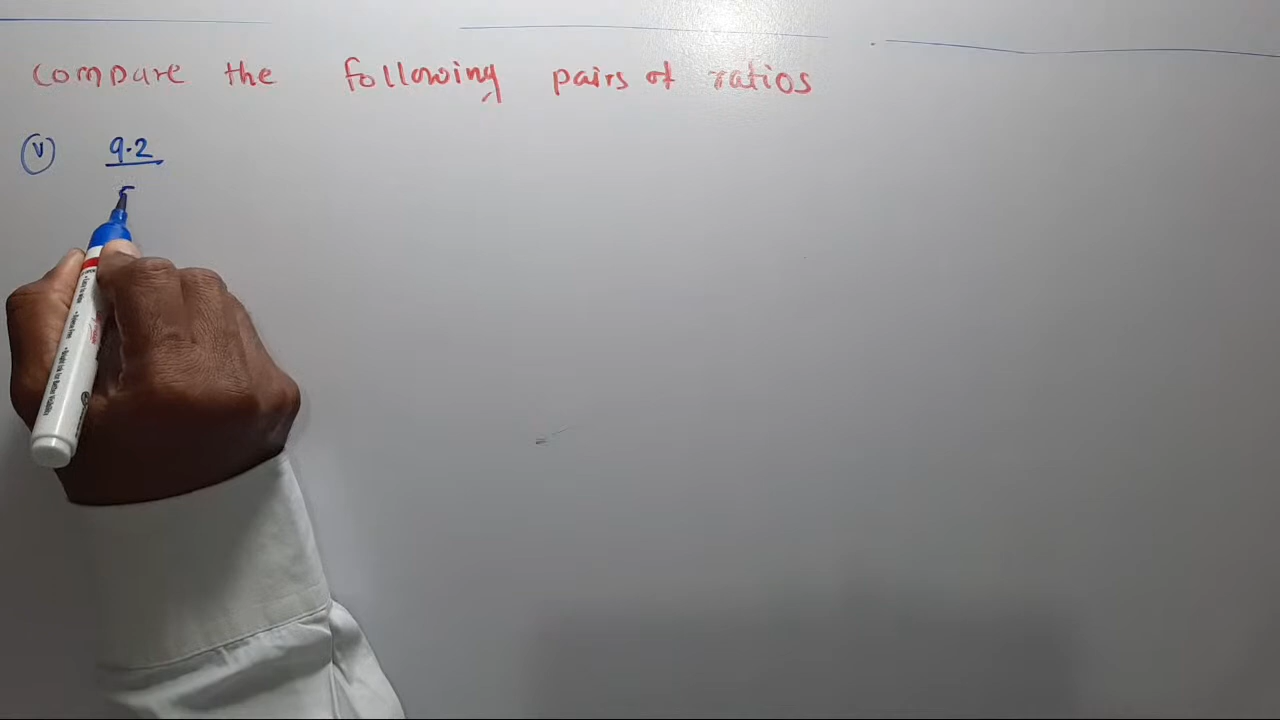 Compare the following pairs of ratios
(V) 9.2